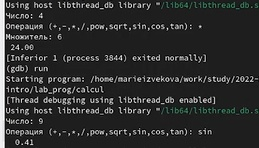 Using host libthread_db library "/lib64/libthread_db.s
Число: 4
Операция (+,-,*,/,pow,sqrt,sin,cos,tan): *
Множитель: 6
24.00
[Inferior 1 (process 3844) exited normally]
(gdb) run
Starting program: /home/marieizvekova/work/study/2022-
intro/lab_prog/calcul
[Thread debugging using libthread_db enabled]
Using host libthread_db library "/lib64/libthread_db.s
Число: 9
Операция (+,-,*,/,pow,sqrt,sin,cos,tan): sin
0.41